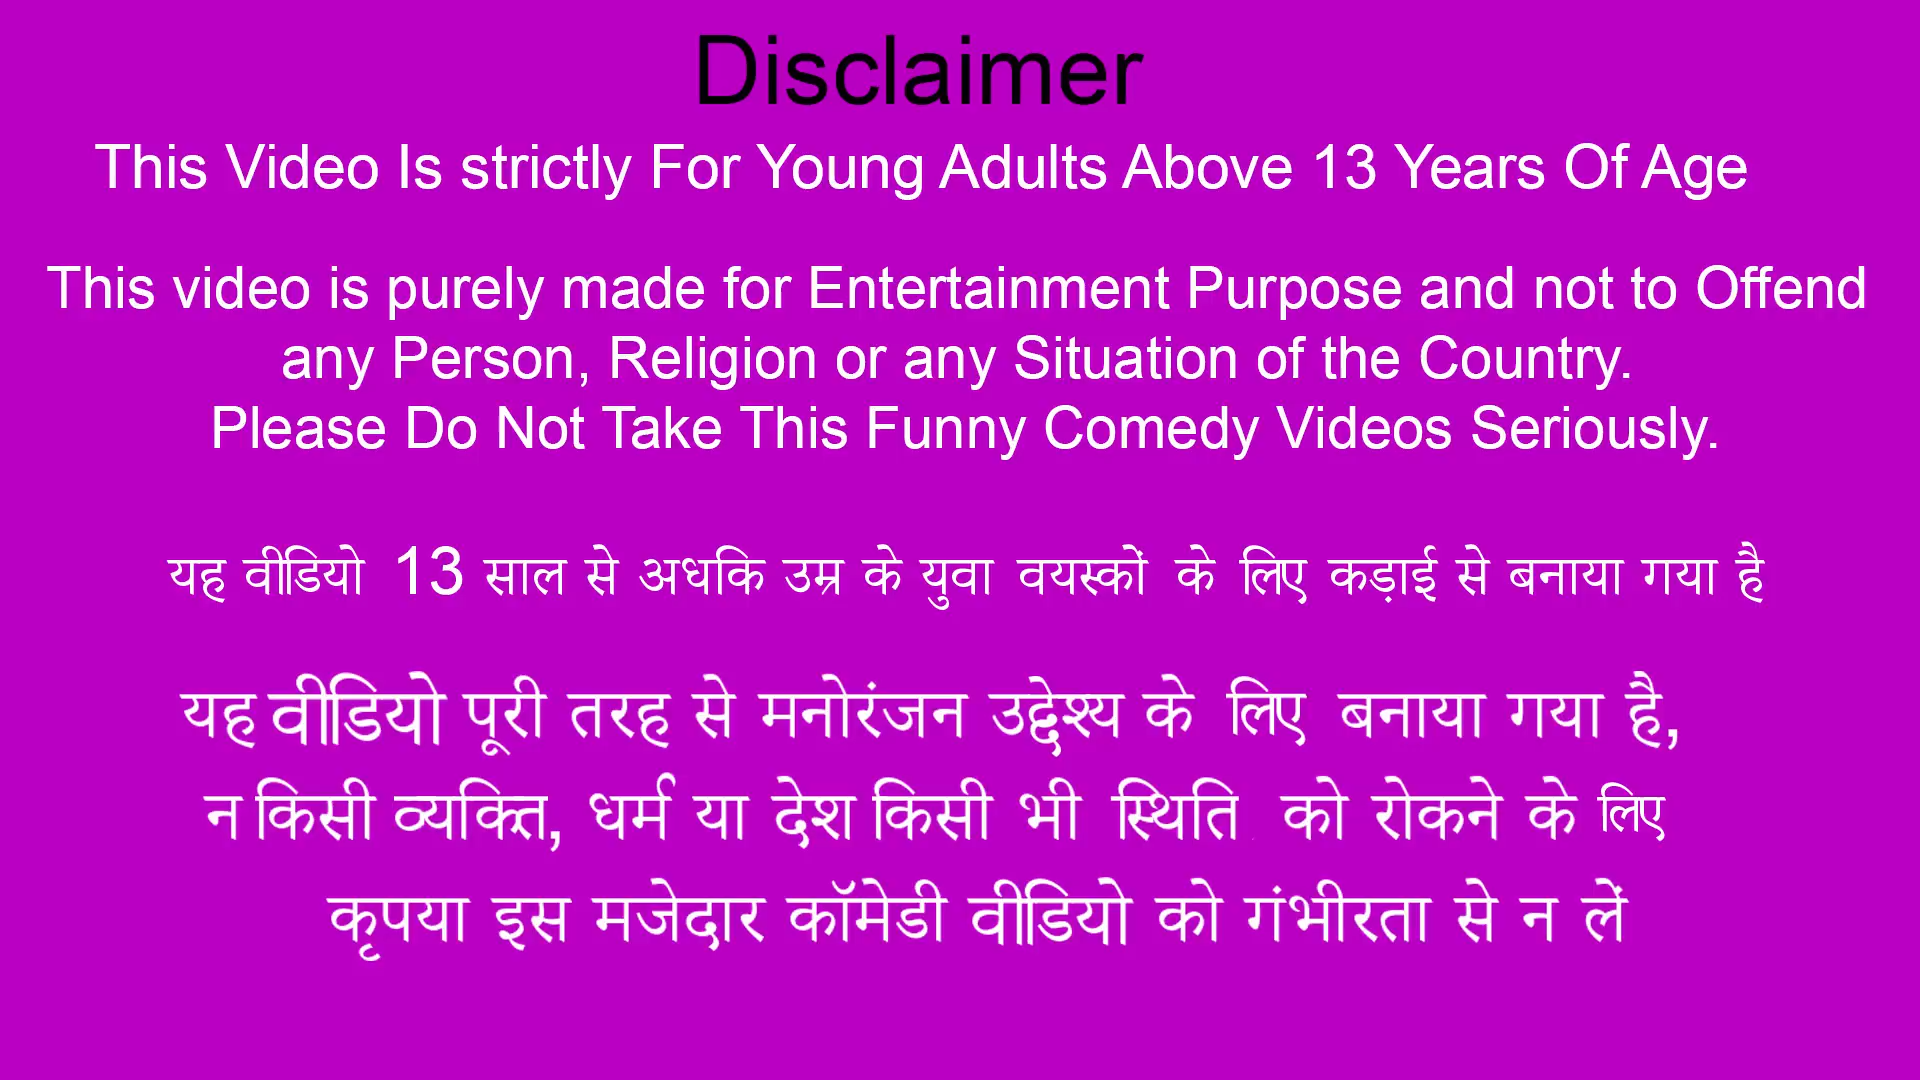 Disclaimer
This Video Is strictly For Young Adults Above 13 Years Of Age
This video is purely made for Entertainment Purpose and not to Offend
any Person, Religion or any Situation of the Country.
Please Do Not Take This Funny Comedy Videos Seriously.
यह वीडियो 13 साल से अधकि उम्र के युवा वयस्कों के लिए कड़ाई से बनाया गया है
यह वीडियो पूरी तरह से मनोरंजन उद्देश्य के लिए बनाया गया है,
न किसी व्यक्ति, धर्म या देश किसी भी स्थिति को रोकने के लिए
कृपया इस मजेदार कॉमेडी वीडियो को गंभीरता से न लें